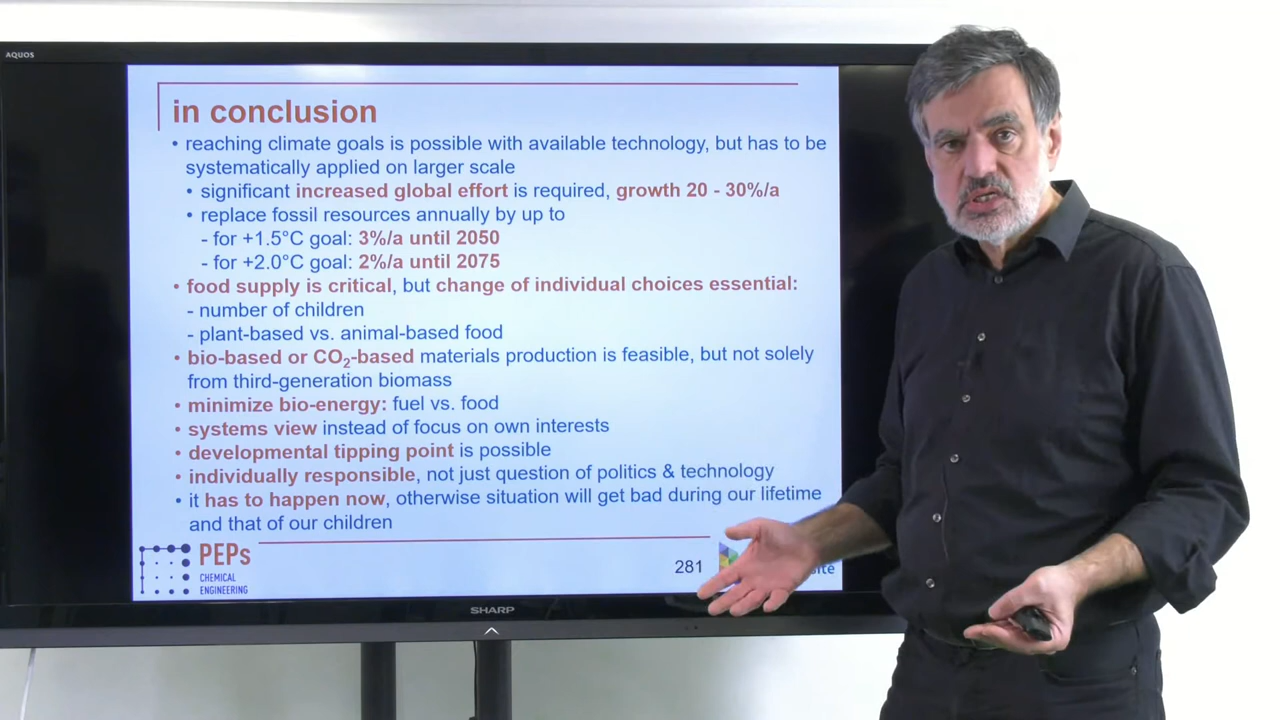 AQUOS
in conclusion
• reaching climate goals is possible with available technology, but has to be
systematically applied on larger scale
• significant increased global effort is required, growth 20 - 30%/a
• replace fossil resources annually by up to
- for +1.5°C goal: 3%/a until 2050
- for +2.0°C goal: 2%/a until 2075
• food supply is critical, but change of individual choices essential:
- number of children
- plant-based vs. animal-based food
• bio-based or CO₂-based materials production is feasible, but not solely
from third-generation biomass
• minimize bio-energy: fuel vs. food
• systems view instead of focus on own interests
• developmental tipping point is possible
• individually responsible, not just question of politics & technology
• it has to happen now, otherwise situation will get bad during our lifetime
and that of our children
PEPs
CHEMICAL
ENGINEERING
281
SHARP